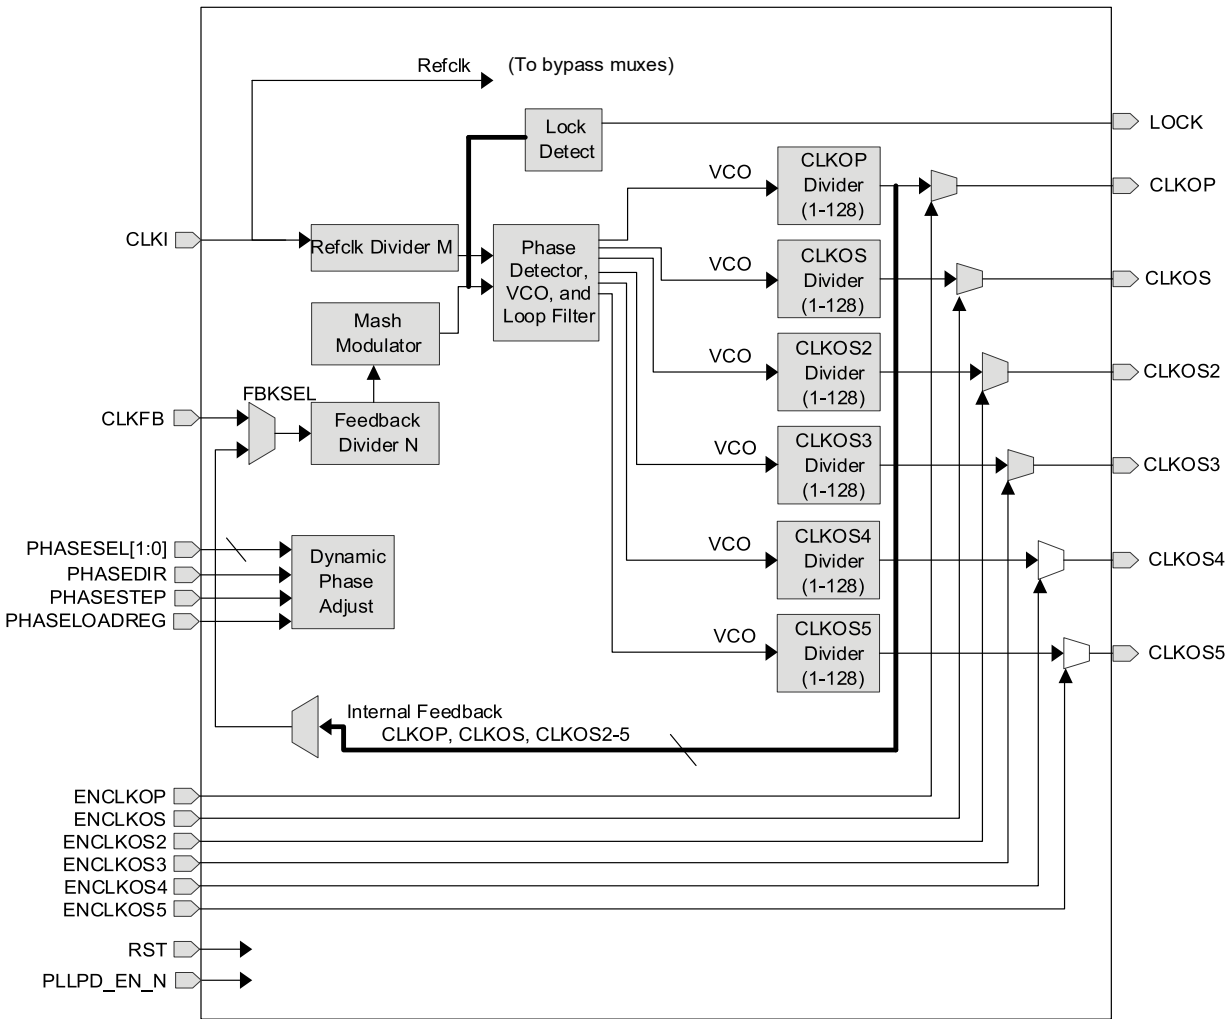 Refclk
(To bypass muxes)
Lock
Detect
LOCK
VCO
CLKOP
Divider
(1-128)
CLKOP
CLKI
Refclk Divider M
Phase
Detector,
VCO, and
Loop Filter
VCO
CLKOS
Divider
(1-128)
CLKOS
Mash
Modulator
VCO
CLKOS2
Divider
(1-128)
CLKOS2
FBKSEL
CLKFB
Feedback
Divider N
VCO
CLKOS3
Divider
(1-128)
CLKOS3
PHASESEL[1:0]
PHASEDIR
PHASESTEP
PHASELOADREG
Dynamic
Phase
Adjust
VCO
CLKOS4
Divider
(1-128)
CLKOS4
VCO
CLKOS5
Divider
(1-128)
CLKOS5
Internal Feedback
CLKOP, CLKOS, CLKOS2-5
ENCLKOP
ENCLKOS
ENCLKOS2
ENCLKOS3
ENCLKOS4
ENCLKOS5
RST
PLLPD_EN_N